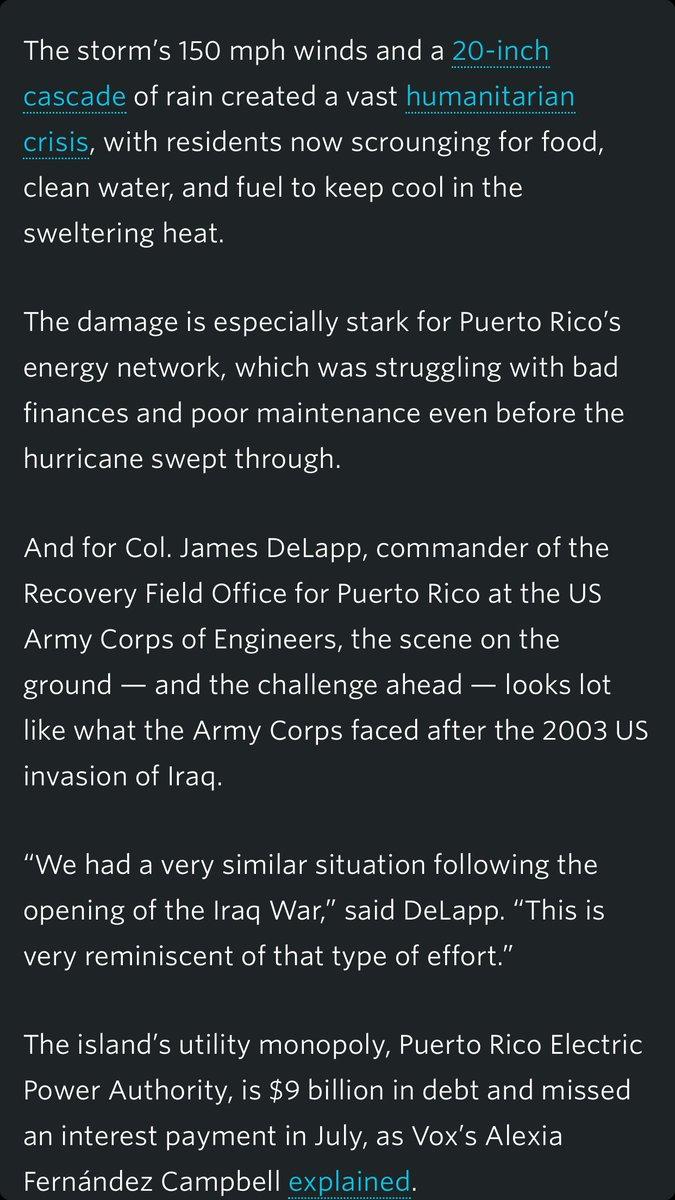 The storm’s 150 mph winds and a 20-inch
cascade of rain created a vast humanitarian
crisis, with residents now scrounging for food,
clean water, and fuel to keep cool in the
sweltering heat.
The damage is especially stark for Puerto Rico’s
energy network, which was struggling with bad
finances and poor maintenance even before the
hurricane swept through.
And for Col. James DeLapp, commander of the
Recovery Field Office for Puerto Rico at the US
Army Corps of Engineers, the scene on the
ground — and the challenge ahead — looks lot
like what the Army Corps faced after the 2003 US
invasion of Iraq.
“We had a very similar situation following the
opening of the Iraq War,” said DeLapp. “This is
very reminiscent of that type of effort.”
The island’s utility monopoly, Puerto Rico Electric
Power Authority, is $9 billion in debt and missed
an interest payment in July, as Vox’s Alexia
Fernández Campbell explained.